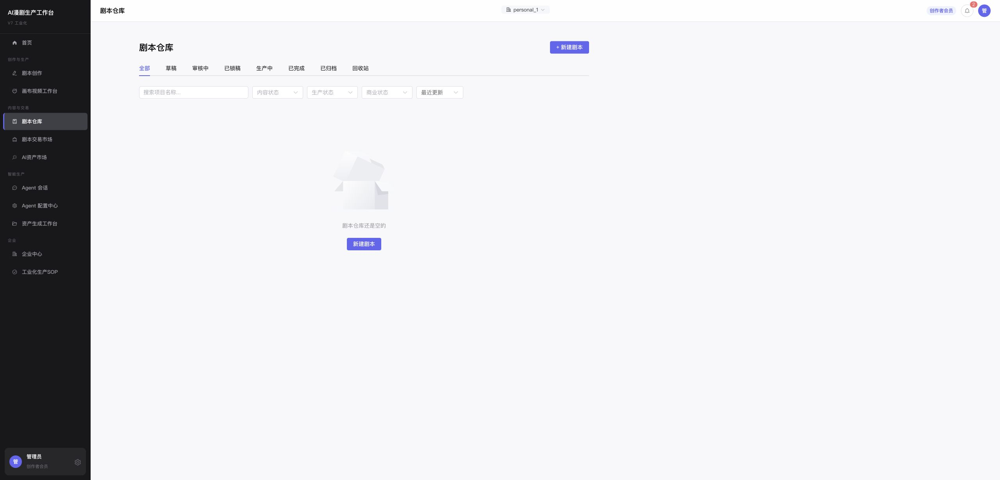 AI漫剧生产工作台
V7 工业化
首页
创作与生产
剧本创作
画布视频工作台
内容与交易
剧本仓库
剧本交易市场
AI资产市场
智能生产
Agent 会话
Agent 配置中心
资产生成工作台
企业
企业中心
工业化生产SOP
管
管理员
创作者会员
剧本仓库
personal_1
创作者会员
2
管
剧本仓库
+ 新建剧本
全部 草稿 审核中 已锁稿 生产中 已完成 已归档 回收站
搜索项目名称... 内容状态 生产状态 商业状态 最近更新
剧本仓库还是空的
新建剧本